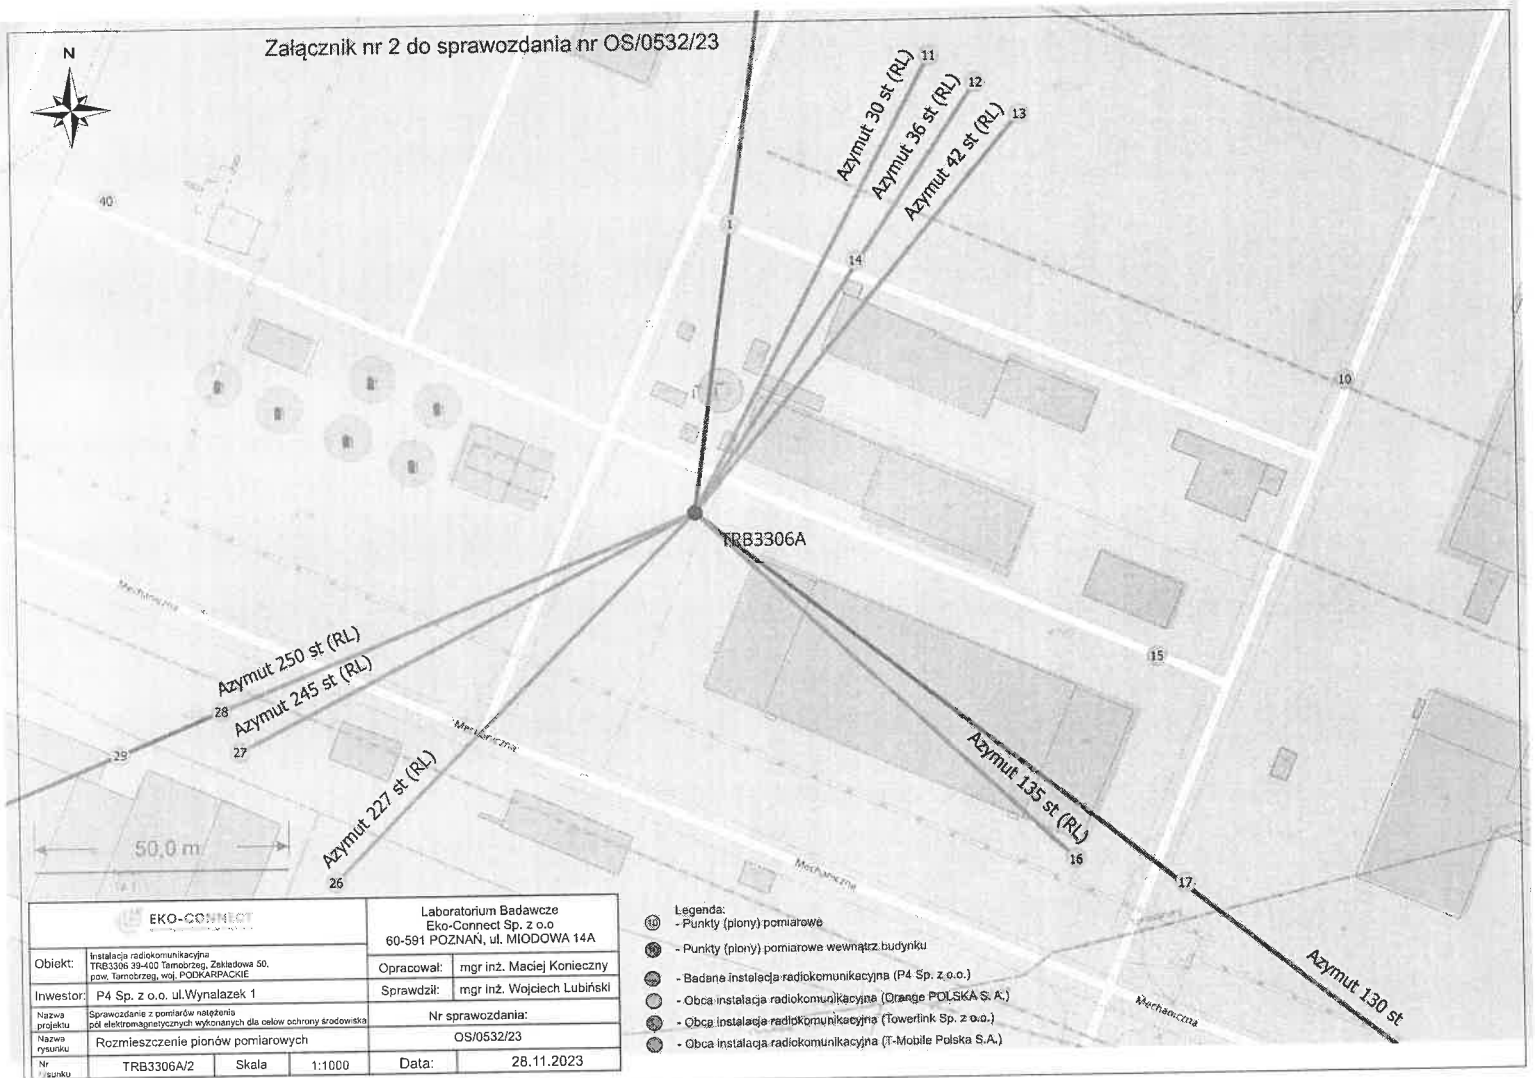 Załącznik nr 2 do sprawozdania nr OS/0532/23
N
Azymut 30 st (RL)
11
Azymut 36 st (RL)
12
Azymut 42 st (RL)
13
40
1
14
10
TRB3306A
Mechaniczna
15
Azymut 250 st (RL)
28
Azymut 245 st (RL)
27
29
Mechaniczna
Azymut 227 st (RL)
26
Azymut 135 st (RL)
16
17
Mechaniczna
Azymut 130 st
Mechaniczna
50,0 m
EKO-CONNECT
Laboratorium Badawcze
Eko-Connect Sp. z o.o
60-591 POZNAŃ, ul. MIODOWA 14A
Obiekt:
Instalacja radiokomunikacyjna
TRB3306 39-400 Tarnobrzeg, Zakładowa 50,
pow. Tarnobrzeg, woj. PODKARPACKIE
Opracował: mgr inż. Maciej Konieczny
Inwestor: P4 Sp. z o.o. ul.Wynalazek 1
Sprawdził: mgr inż. Wojciech Lubiński
Nazwa projektu
Sprawozdanie z pomiarów natężenia
pól elektromagnetycznych wykonanych dla celów ochrony środowiska
Nr sprawozdania:
Nazwa rysunku
Rozmieszczenie pionów pomiarowych
OS/0532/23
Nr rysunku
TRB3306A/2 Skala 1:1000 Data: 28.11.2023
Legenda:
- Punkty (piony) pomiarowe
- Punkty (piony) pomiarowe wewnątrz budynku
- Badana instalacja radiokomunikacyjna (P4 Sp. z o.o.)
- Obca instalacja radiokomunikacyjna (Orange POLSKA S. A.)
- Obca instalacja radiokomunikacyjna (Towerlink Sp. z o.o.)
- Obca instalacja radiokomunikacyjna (T-Mobile Polska S.A.)